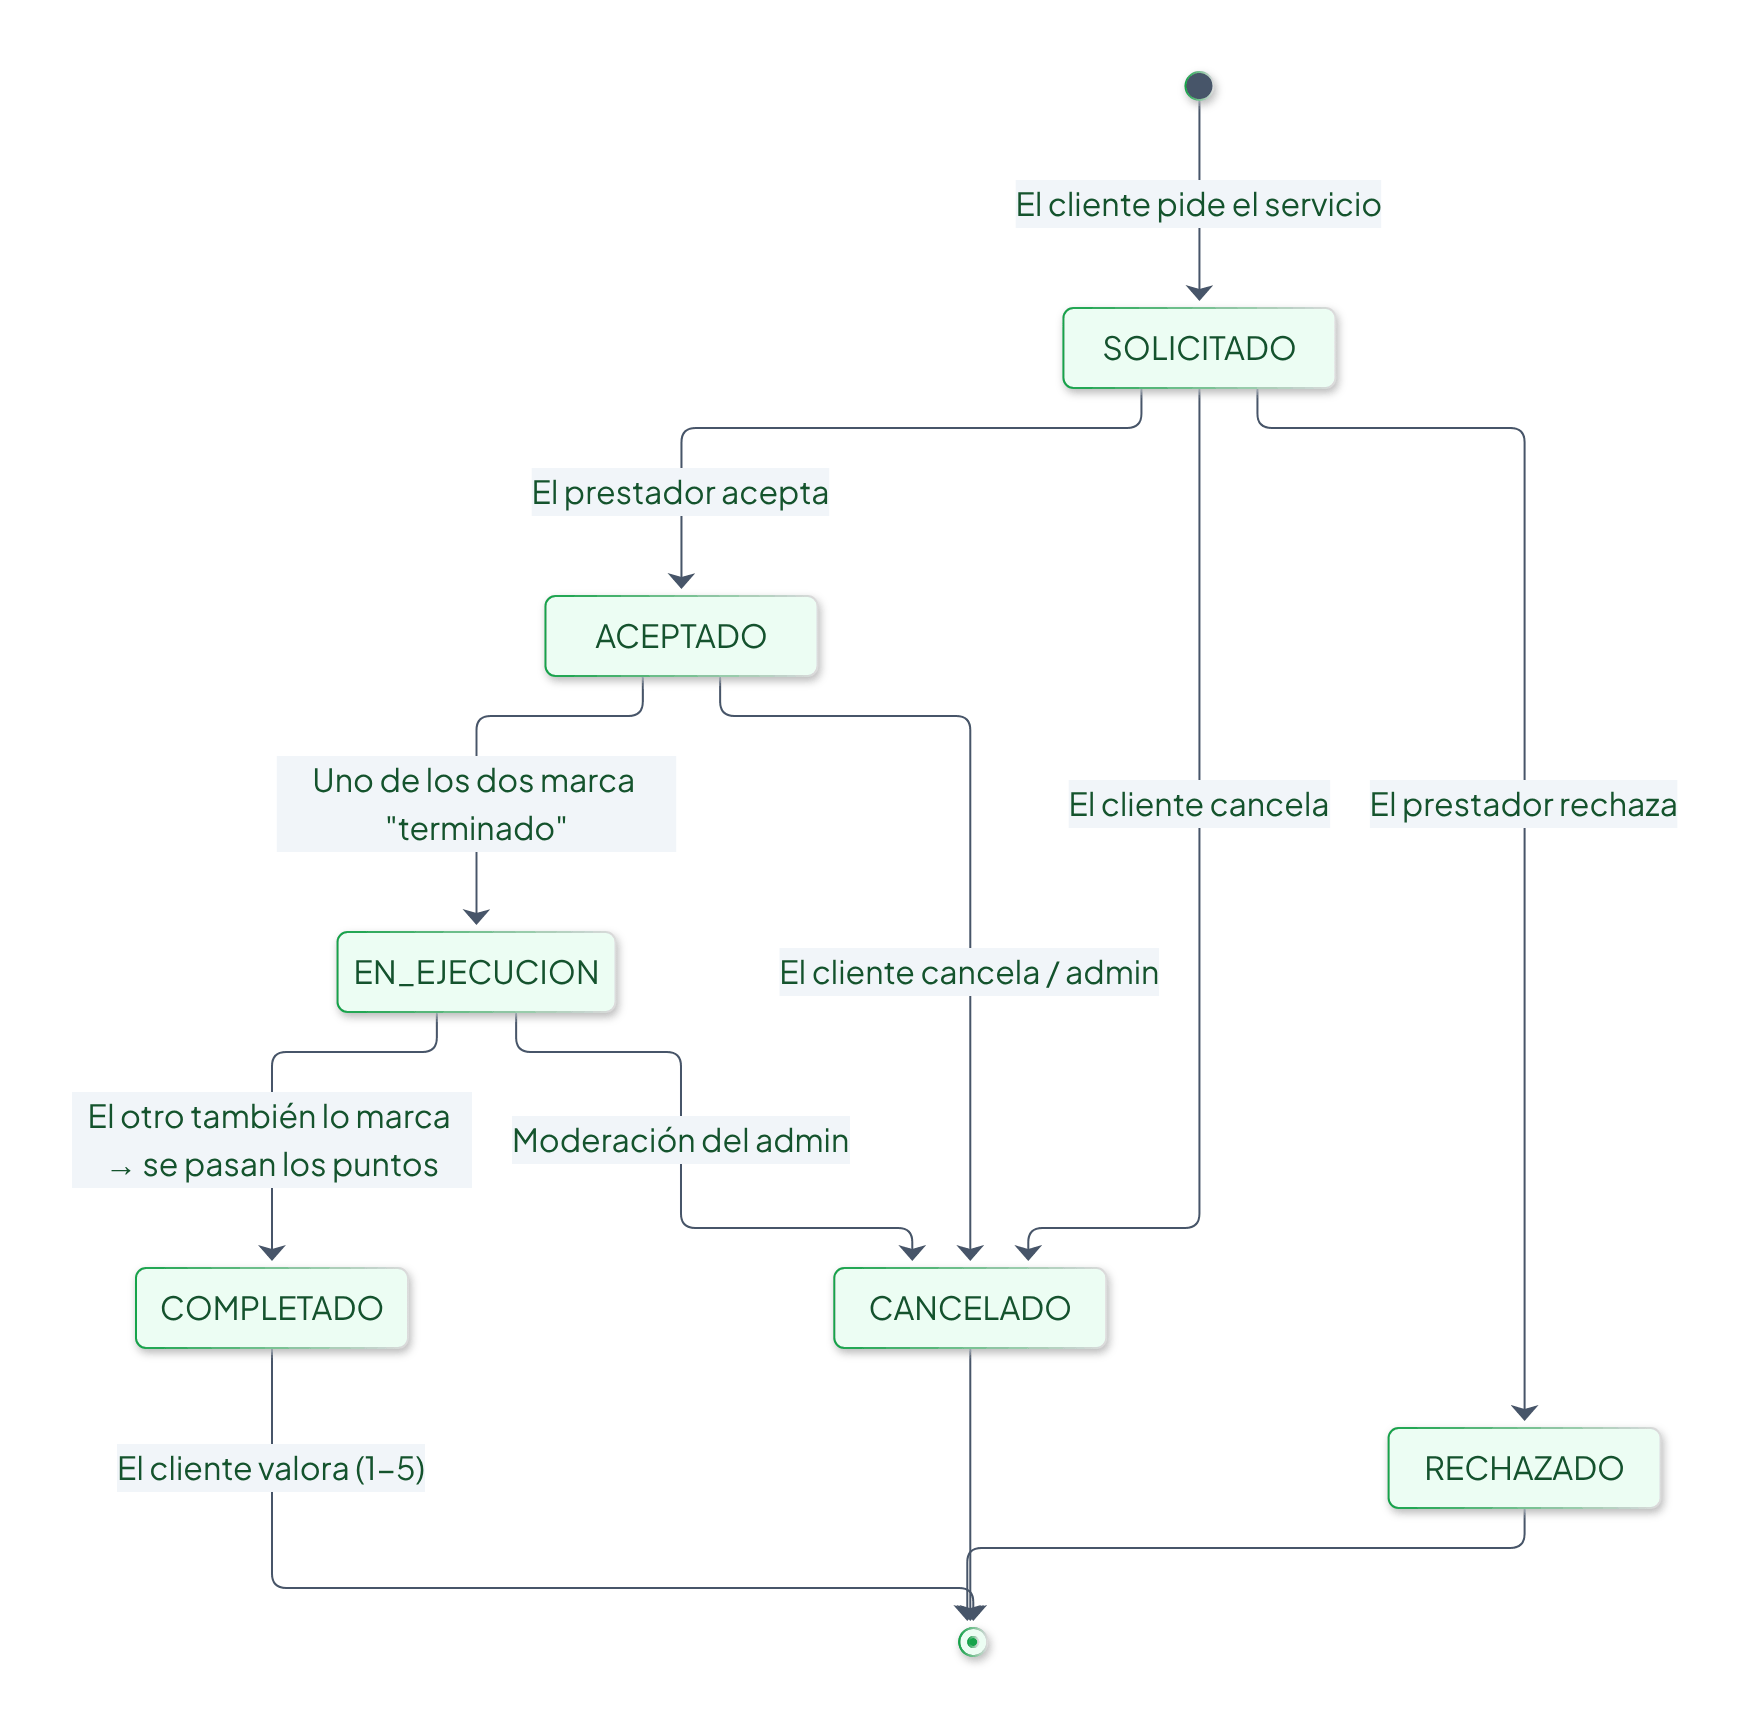 El cliente pide el servicio
SOLICITADO
El prestador acepta
ACEPTADO
Uno de los dos marca
"terminado"
El cliente cancela
El prestador rechaza
EN_EJECUCION
El cliente cancela / admin
El otro también lo marca
→ se pasan los puntos
Moderación del admin
COMPLETADO
CANCELADO
El cliente valora (1–5)
RECHAZADO